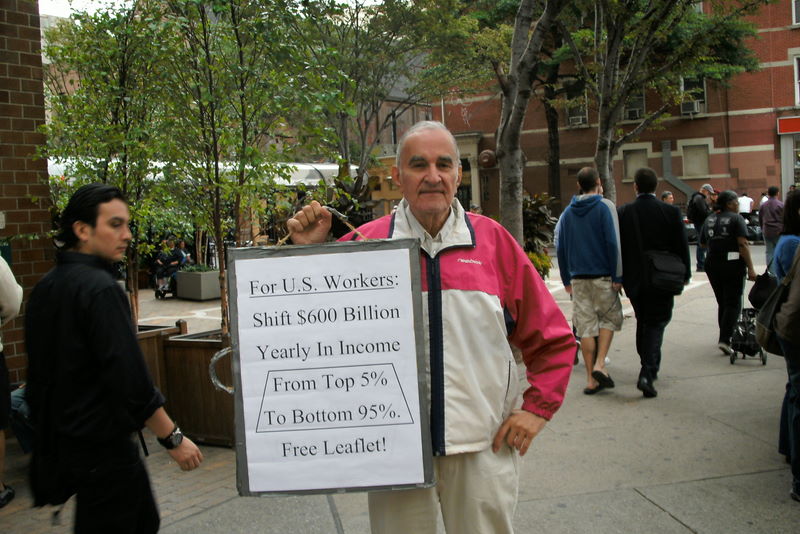 For U.S. Workers:
Shift $600 Billion
Yearly In Income
From Top 5%
To Bottom 95%.
Free Leaflet!